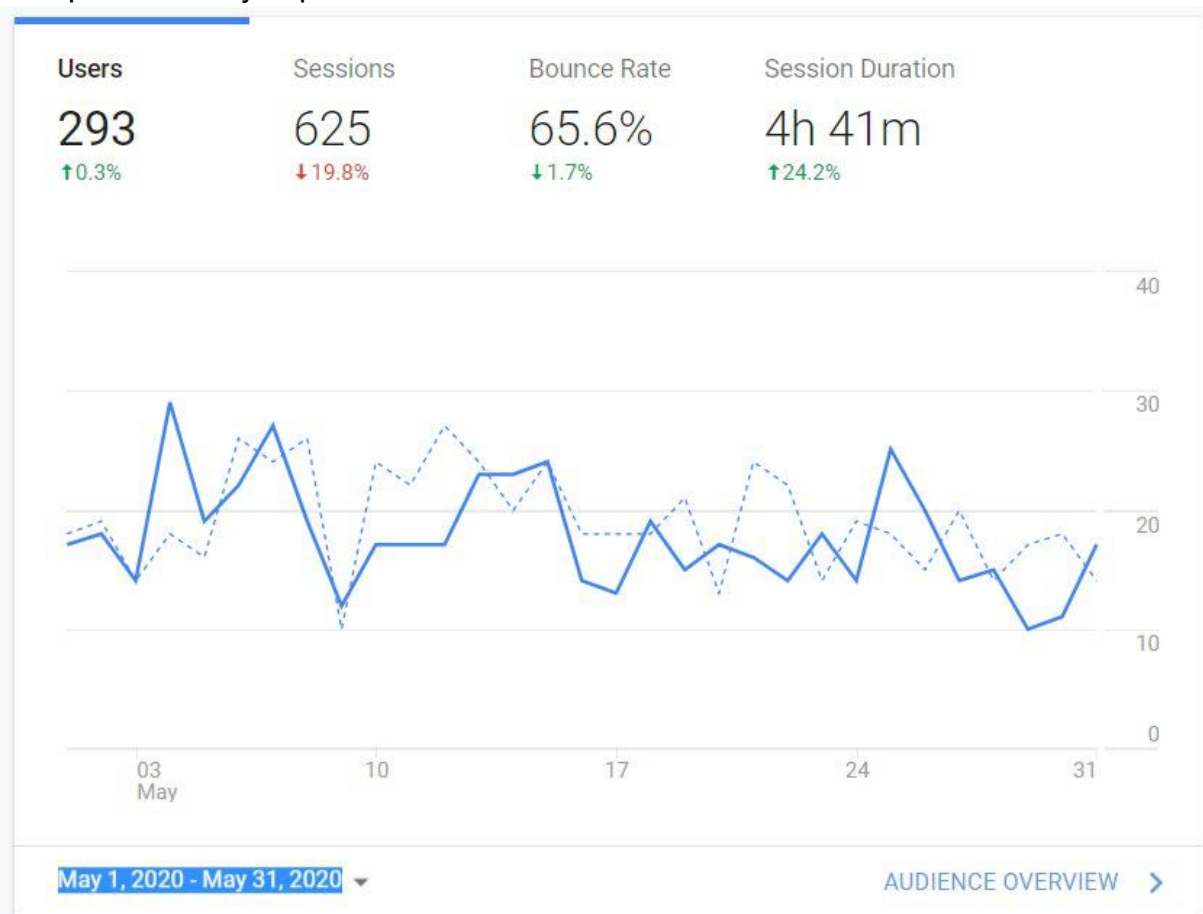 Users Sessions Bounce Rate Session Duration
293 625 65.6% 4h 41m
↑0.3% ↓19.8% ↓1.7% ↑24.2%
40
30
20
10
0
03 10 17 24 31
May
May 1, 2020 - May 31, 2020 AUDIENCE OVERVIEW